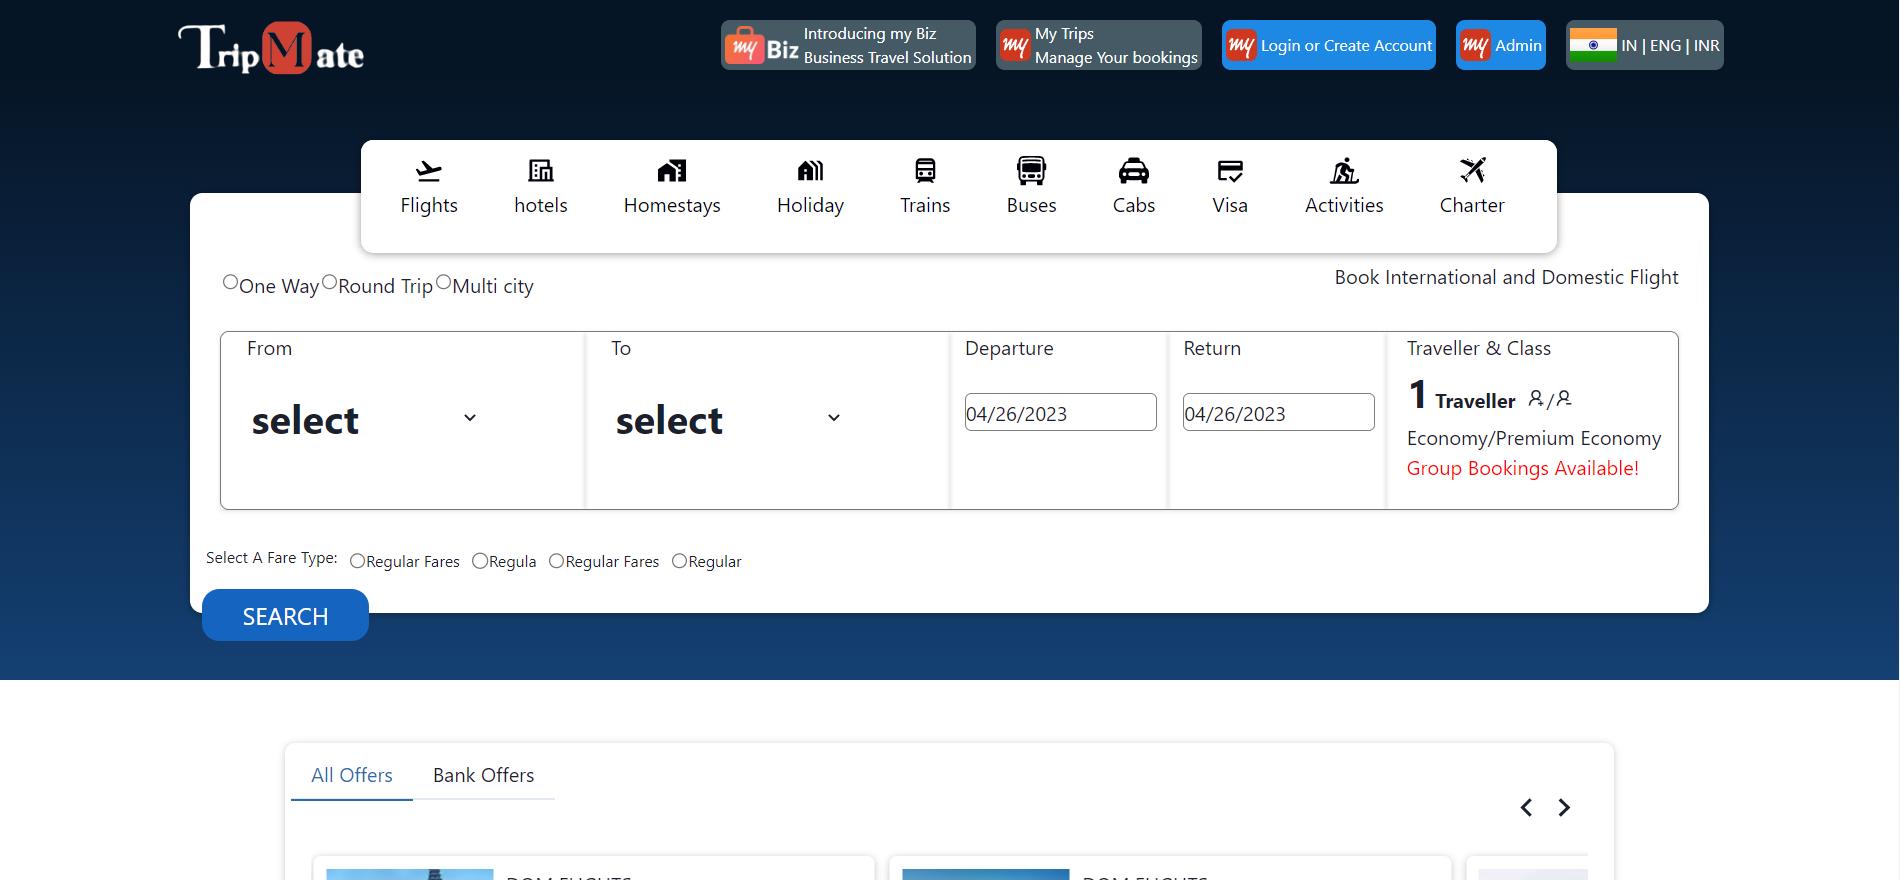 TripMate
my Biz
Introducing my Biz
Business Travel Solution
my
My Trips
Manage Your bookings
my
Login or Create Account
my
Admin
IN | ENG | INR
Flights
hotels
Homestays
Holiday
Trains
Buses
Cabs
Visa
Activities
Charter
One Way Round Trip Multi city
Book International and Domestic Flight
From
To
Departure
Return
Traveller & Class
select
select
04/26/2023
04/26/2023
1 Traveller /
Economy/Premium Economy
Group Bookings Available!
Select A Fare Type: Regular Fares Regula Regular Fares Regular
SEARCH
All Offers
Bank Offers
DOM FLIGHTS
DOM FLIGHTS